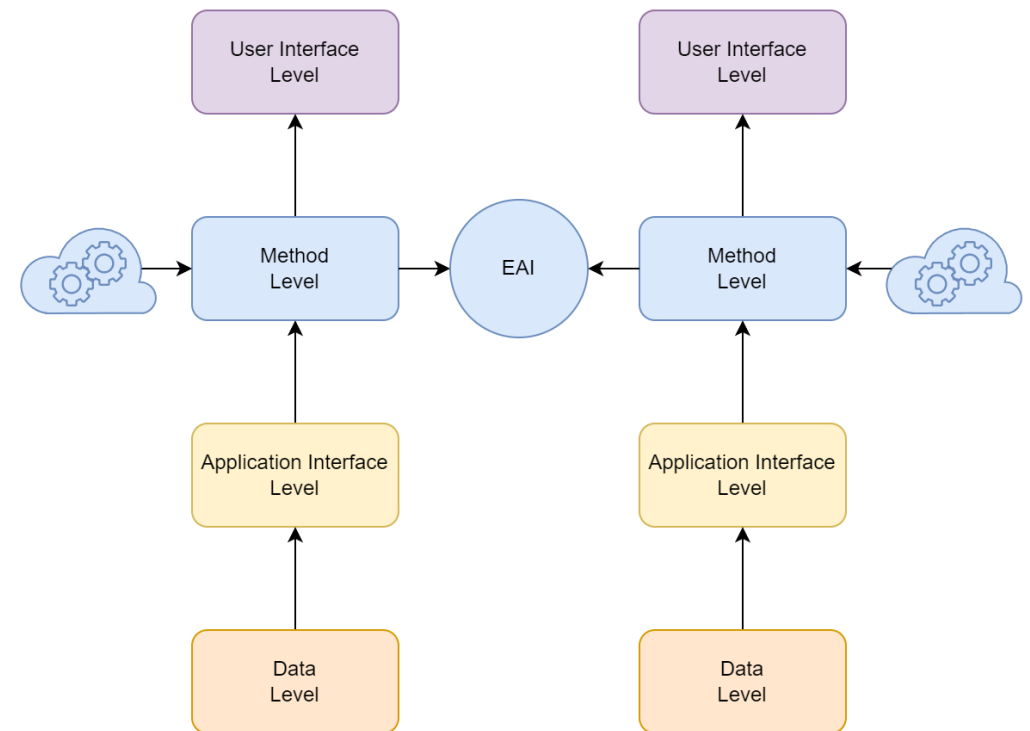 User Interface
Level
User Interface
Level
Method
Level
EAI
Method
Level
Application Interface
Level
Application Interface
Level
Data
Level
Data
Level